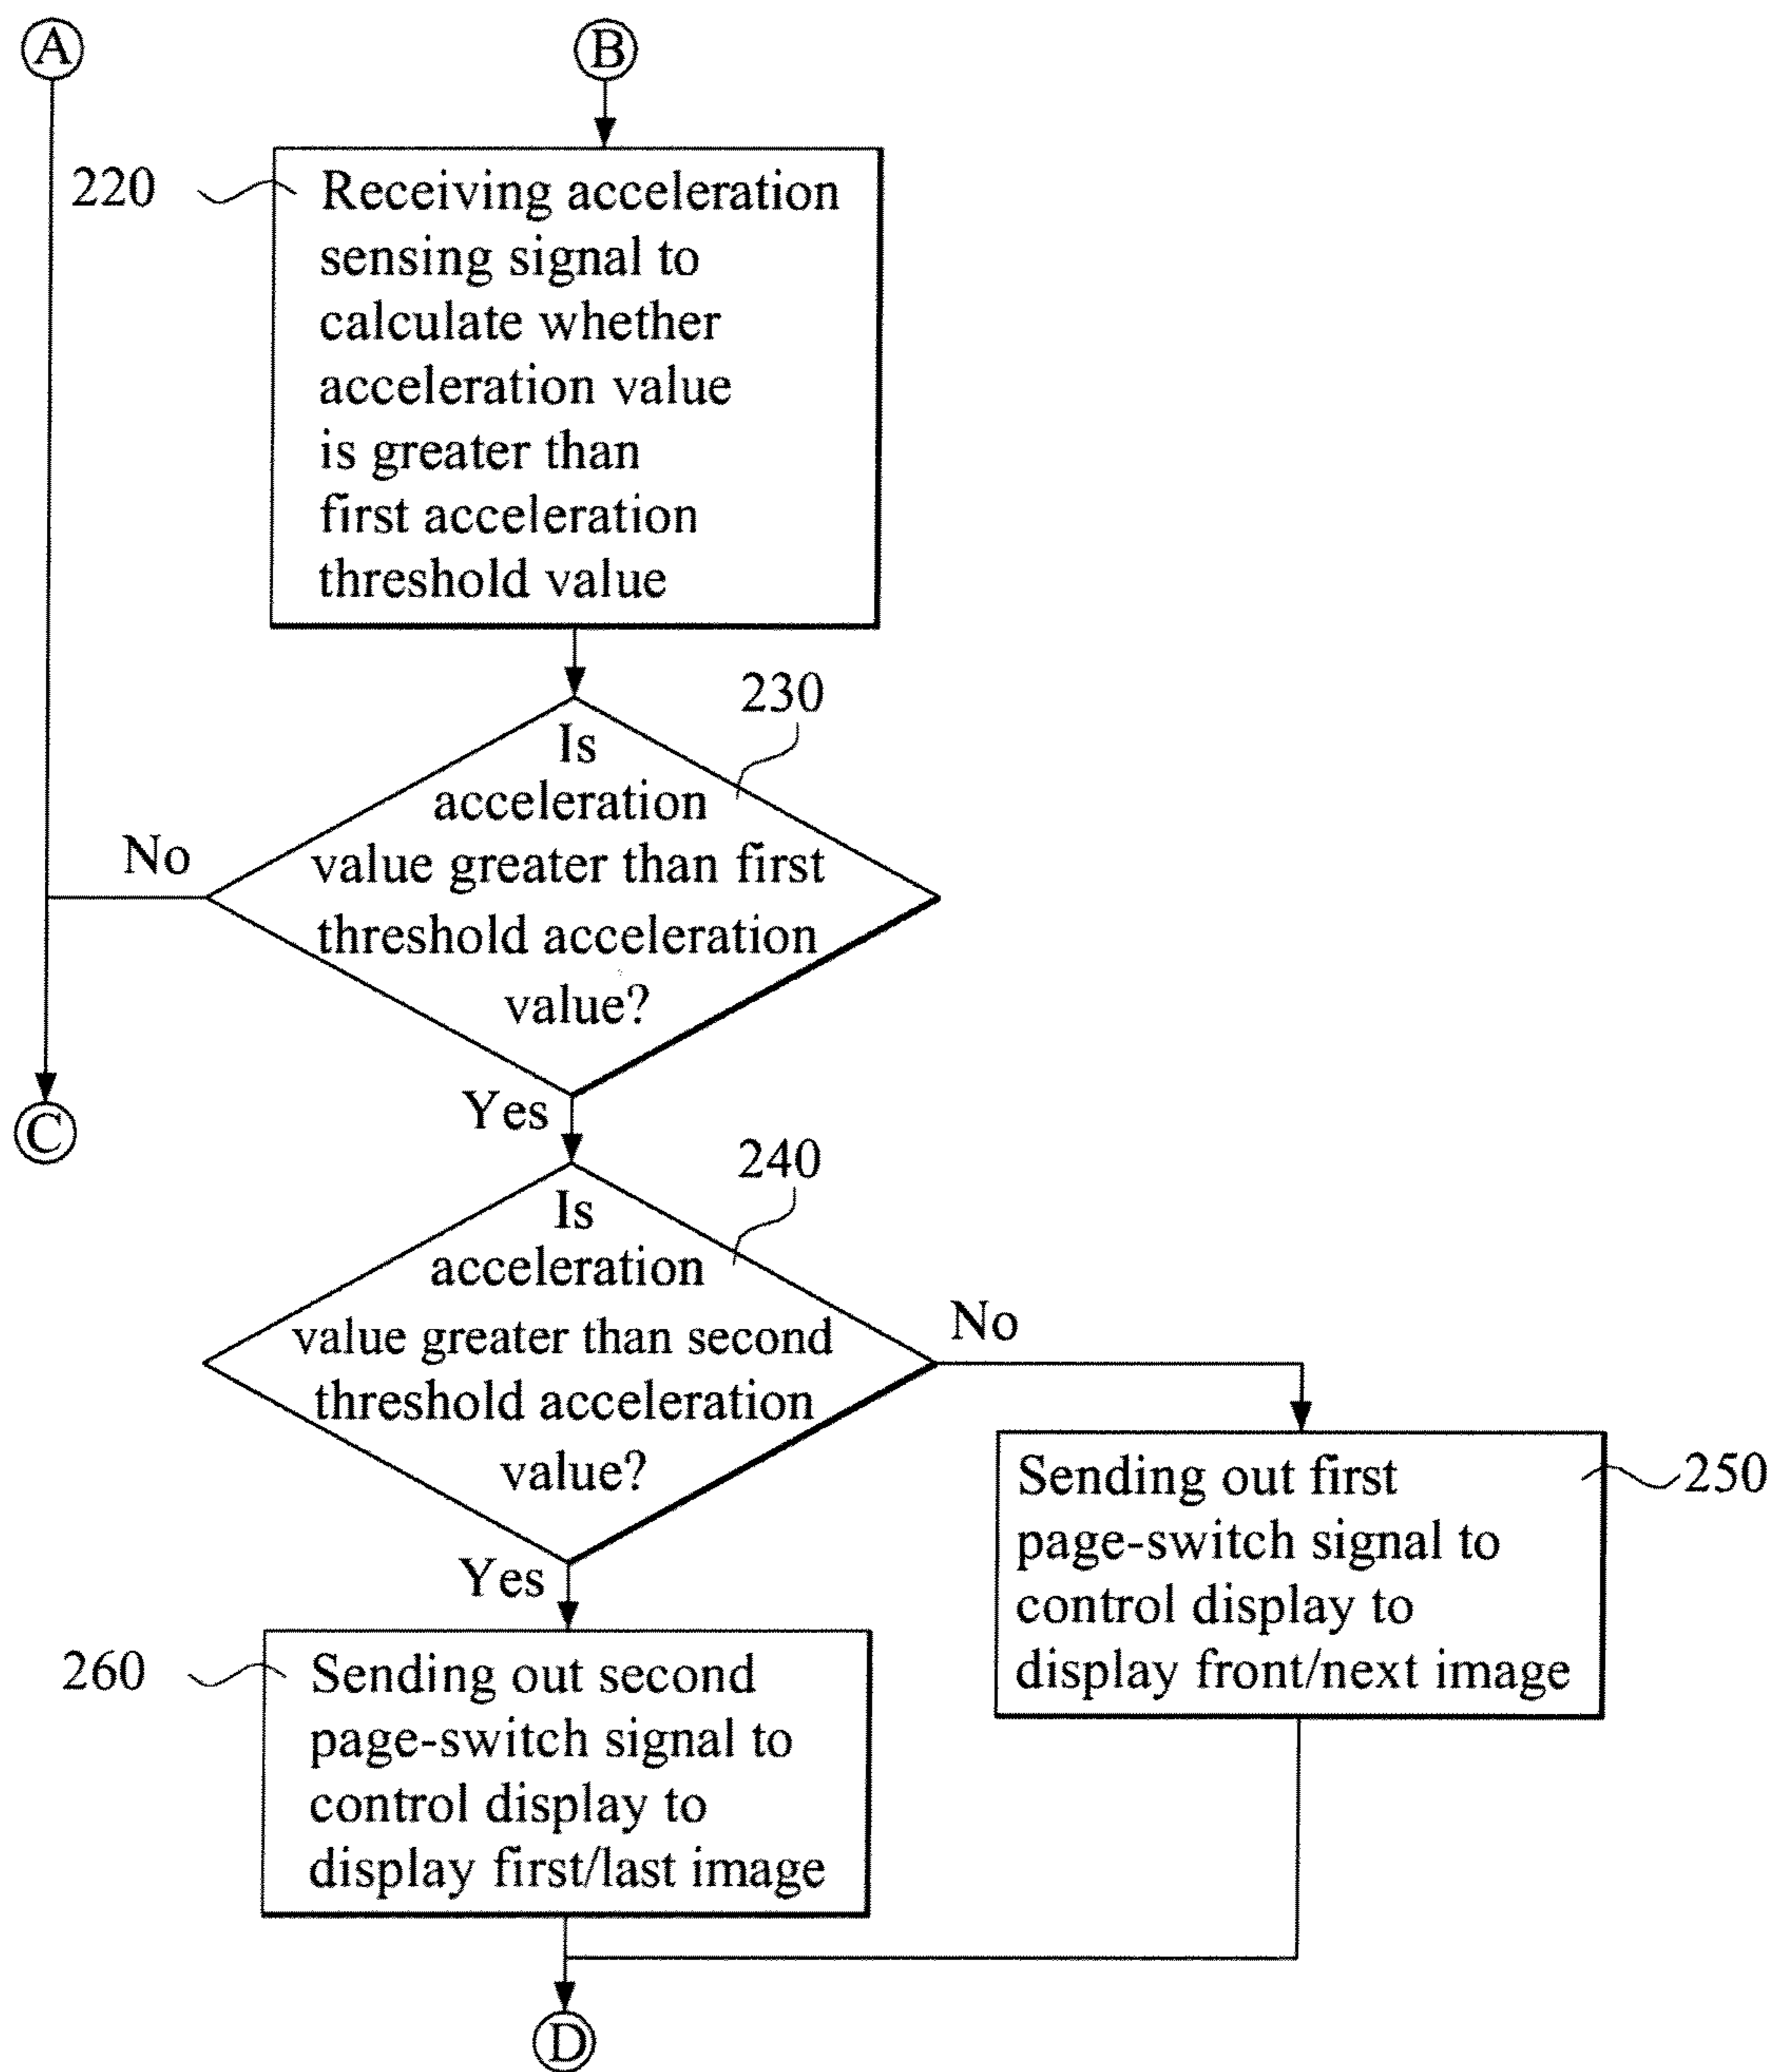 A
B
220
Receiving acceleration
sensing signal to
calculate whether
acceleration value
is greater than
first acceleration
threshold value
230
Is
acceleration
value greater than first
threshold acceleration
value?
No
Yes
C
240
Is
acceleration
value greater than second
threshold acceleration
value?
No
Yes
250
Sending out first
page-switch signal to
control display to
display front/next image
260
Sending out second
page-switch signal to
control display to
display first/last image
D